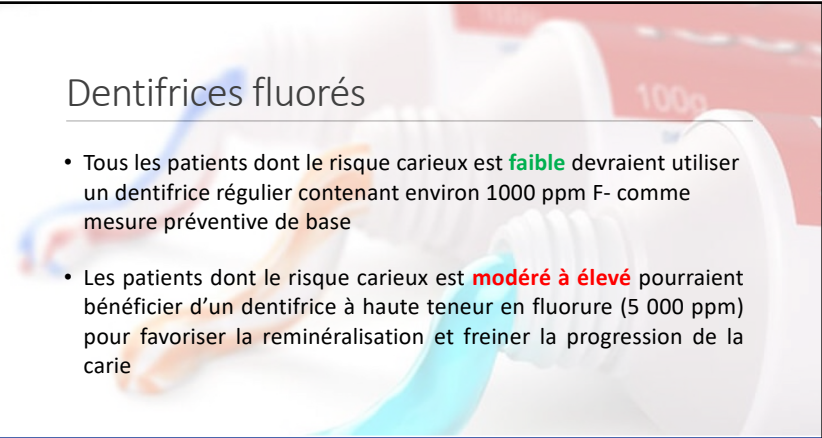 100g
Dentifrices fluorés
• Tous les patients dont le risque carieux est faible devraient utiliser
un dentifrice régulier contenant environ 1000 ppm F- comme
mesure préventive de base
• Les patients dont le risque carieux est modéré à élevé pourraient
bénéficier d’un dentifrice à haute teneur en fluorure (5 000 ppm)
pour favoriser la reminéralisation et freiner la progression de la
carie